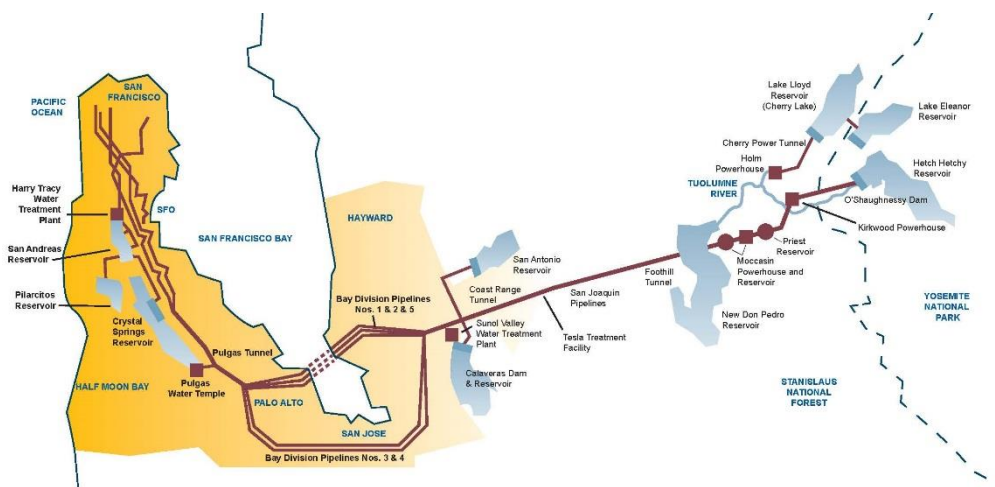 PACIFIC
OCEAN
SAN
FRANCISCO
Harry Tracy
Water
Treatment
Plant
SFO
San Andreas
Reservoir
Pilarcitos
Reservoir
Crystal
Springs
Reservoir
HALF MOON BAY
Pulgas
Water Temple
Pulgas Tunnel
SAN FRANCISCO BAY
PALO ALTO
SAN JOSE
Bay Division Pipelines
Nos. 1 & 2 & 5
Bay Division Pipelines Nos. 3 & 4
HAYWARD
San Antonio
Reservoir
Coast Range
Tunnel
Sunol Valley
Water Treatment
Plant
Calaveras Dam
& Reservoir
San Joaquin
Pipelines
Tesla Treatment
Facility
Foothill
Tunnel
New Don Pedro
Reservoir
Moccasin
Powerhouse and
Reservoir
Priest
Reservoir
TUOLUMNE
RIVER
Holm
Powerhouse
Cherry Power Tunnel
Lake Lloyd
Reservoir
(Cherry Lake)
Lake Eleanor
Reservoir
Hetch Hetchy
Reservoir
O'Shaughnessy Dam
Kirkwood Powerhouse
YOSEMITE
NATIONAL
PARK
STANISLAUS
NATIONAL
FOREST